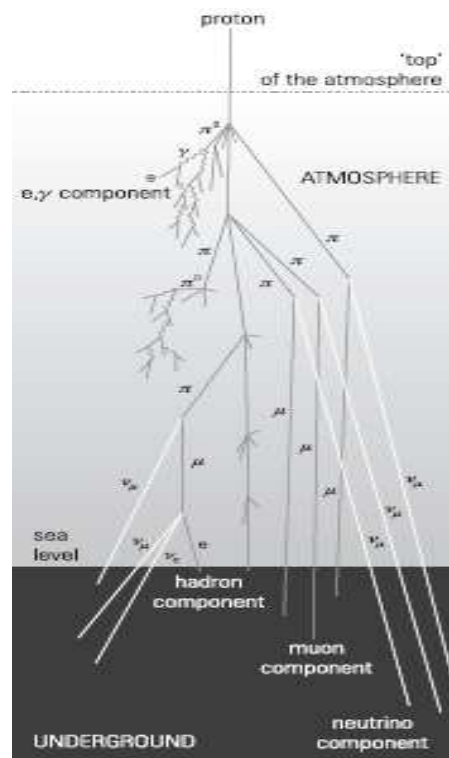 proton
'top'
of the atmosphere
π°
γ
e
e,γ component
ATMOSPHERE
π
π
π
π
π°
π
μ
μ
μ
μ
ν_μ
ν_μ
ν_μ
ν_μ
ν_μ
ν_e
e
sea
level
hadron
component
muon
component
neutrino
component
UNDERGROUND